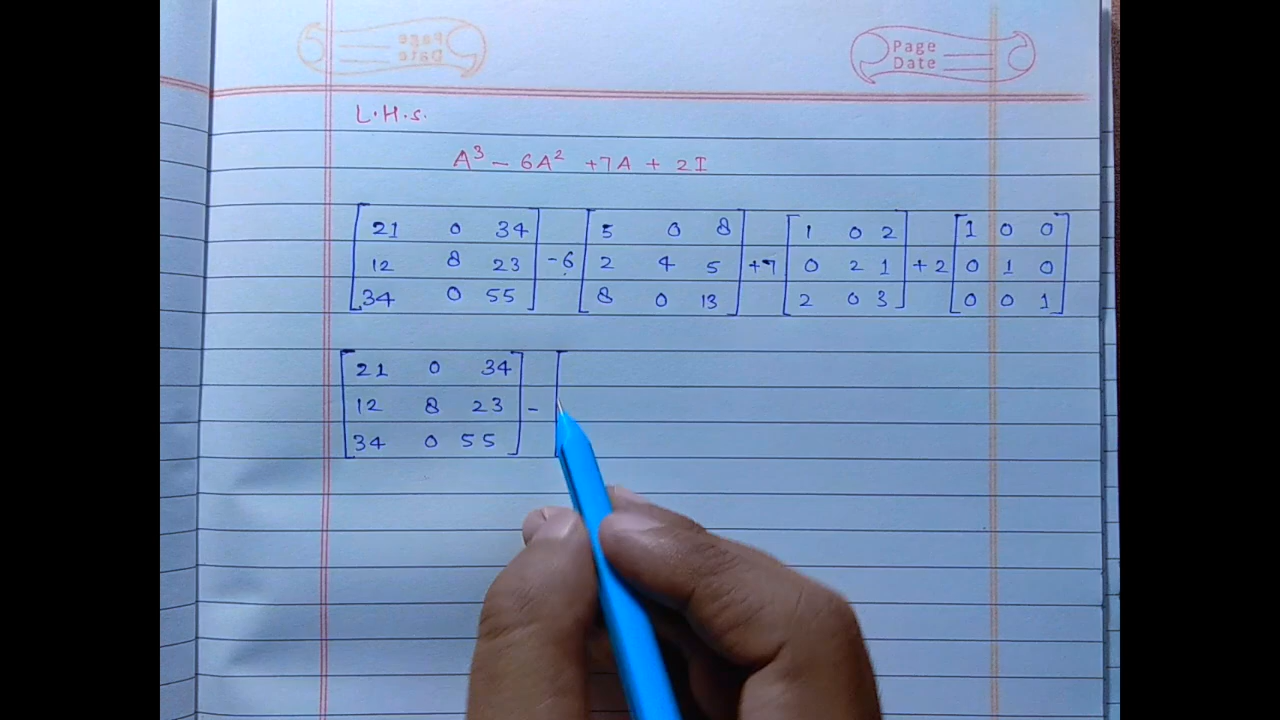 Page
Date
L.H.S.
A³ - 6A² + 7A + 2I
[21 0 34] [5 0 8] [1 0 2] [1 0 0]
[12 8 23] -6 [2 4 5] +7 [0 2 1] + 2 [0 1 0]
[34 0 55] [8 0 13] [2 0 3] [0 0 1]
[21 0 34] [
[12 8 23] - [
[34 0 55] [